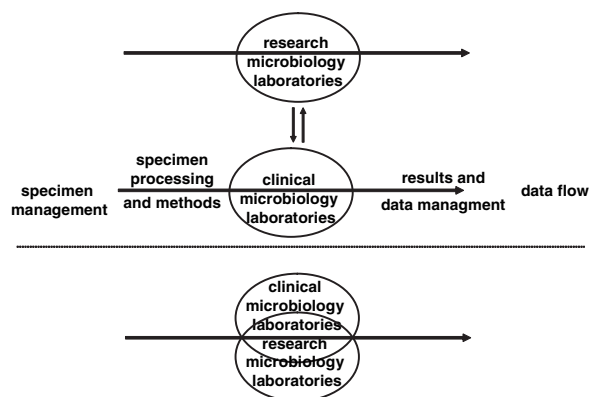 research
microbiology
laboratories
specimen
management
specimen
processing
and methods
clinical
microbiology
laboratories
results and
data managment
data flow
clinical
microbiology
laboratories
research
microbiology
laboratories